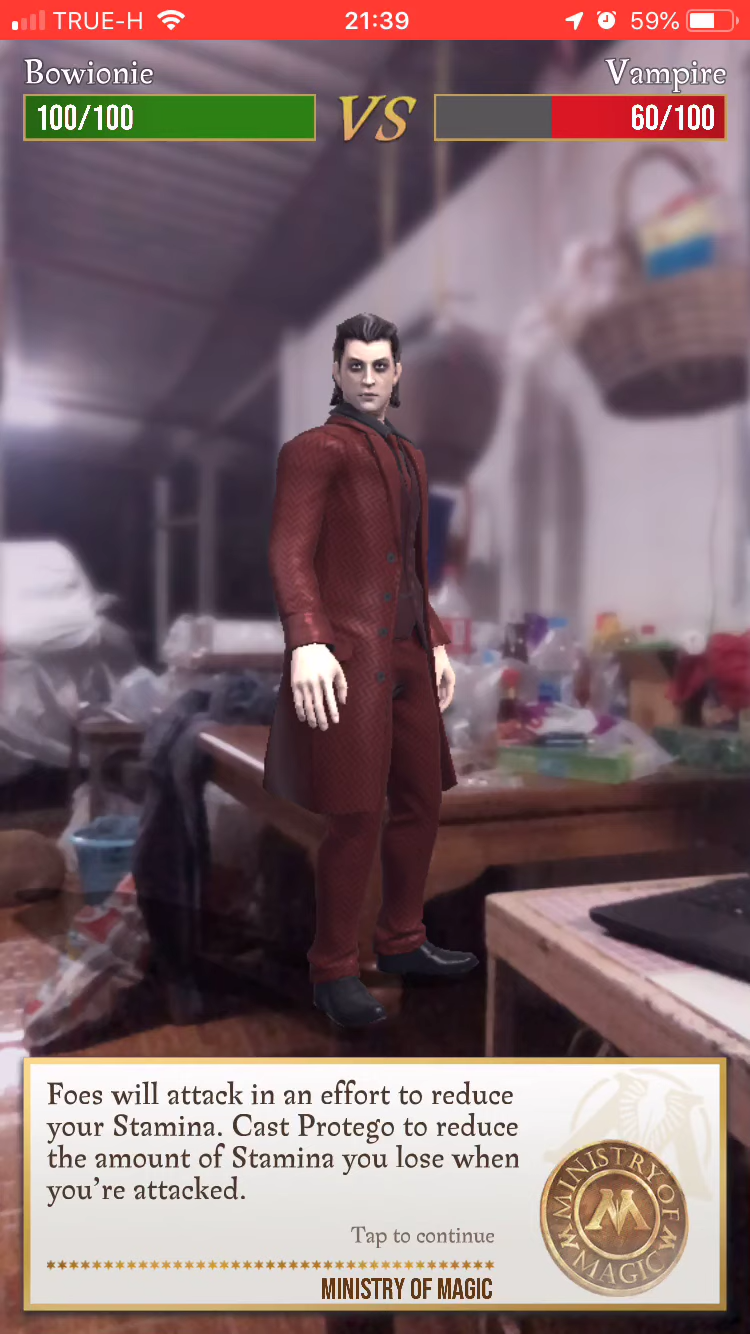 TRUE-H 21:39 59%
Bowionie VS Vampire
100/100 60/100
Foes will attack in an effort to reduce
your Stamina. Cast Protego to reduce
the amount of Stamina you lose when
you're attacked.
Tap to continue
MINISTRY OF MAGIC
MINISTRY OF
M
MAGIC